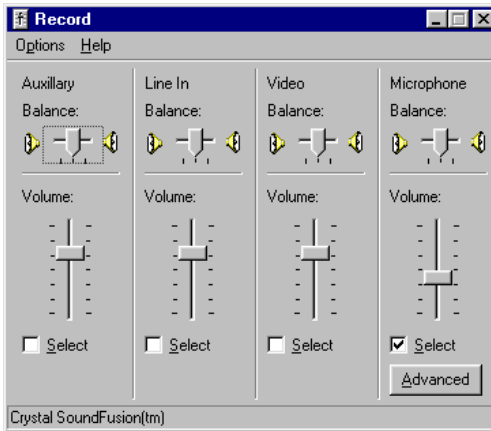 Record
Options Help
Auxillary Line In Video Microphone
Balance: Balance: Balance: Balance:
Volume: Volume: Volume: Volume:
Select Select Select Select
Advanced
Crystal SoundFusion(tm)